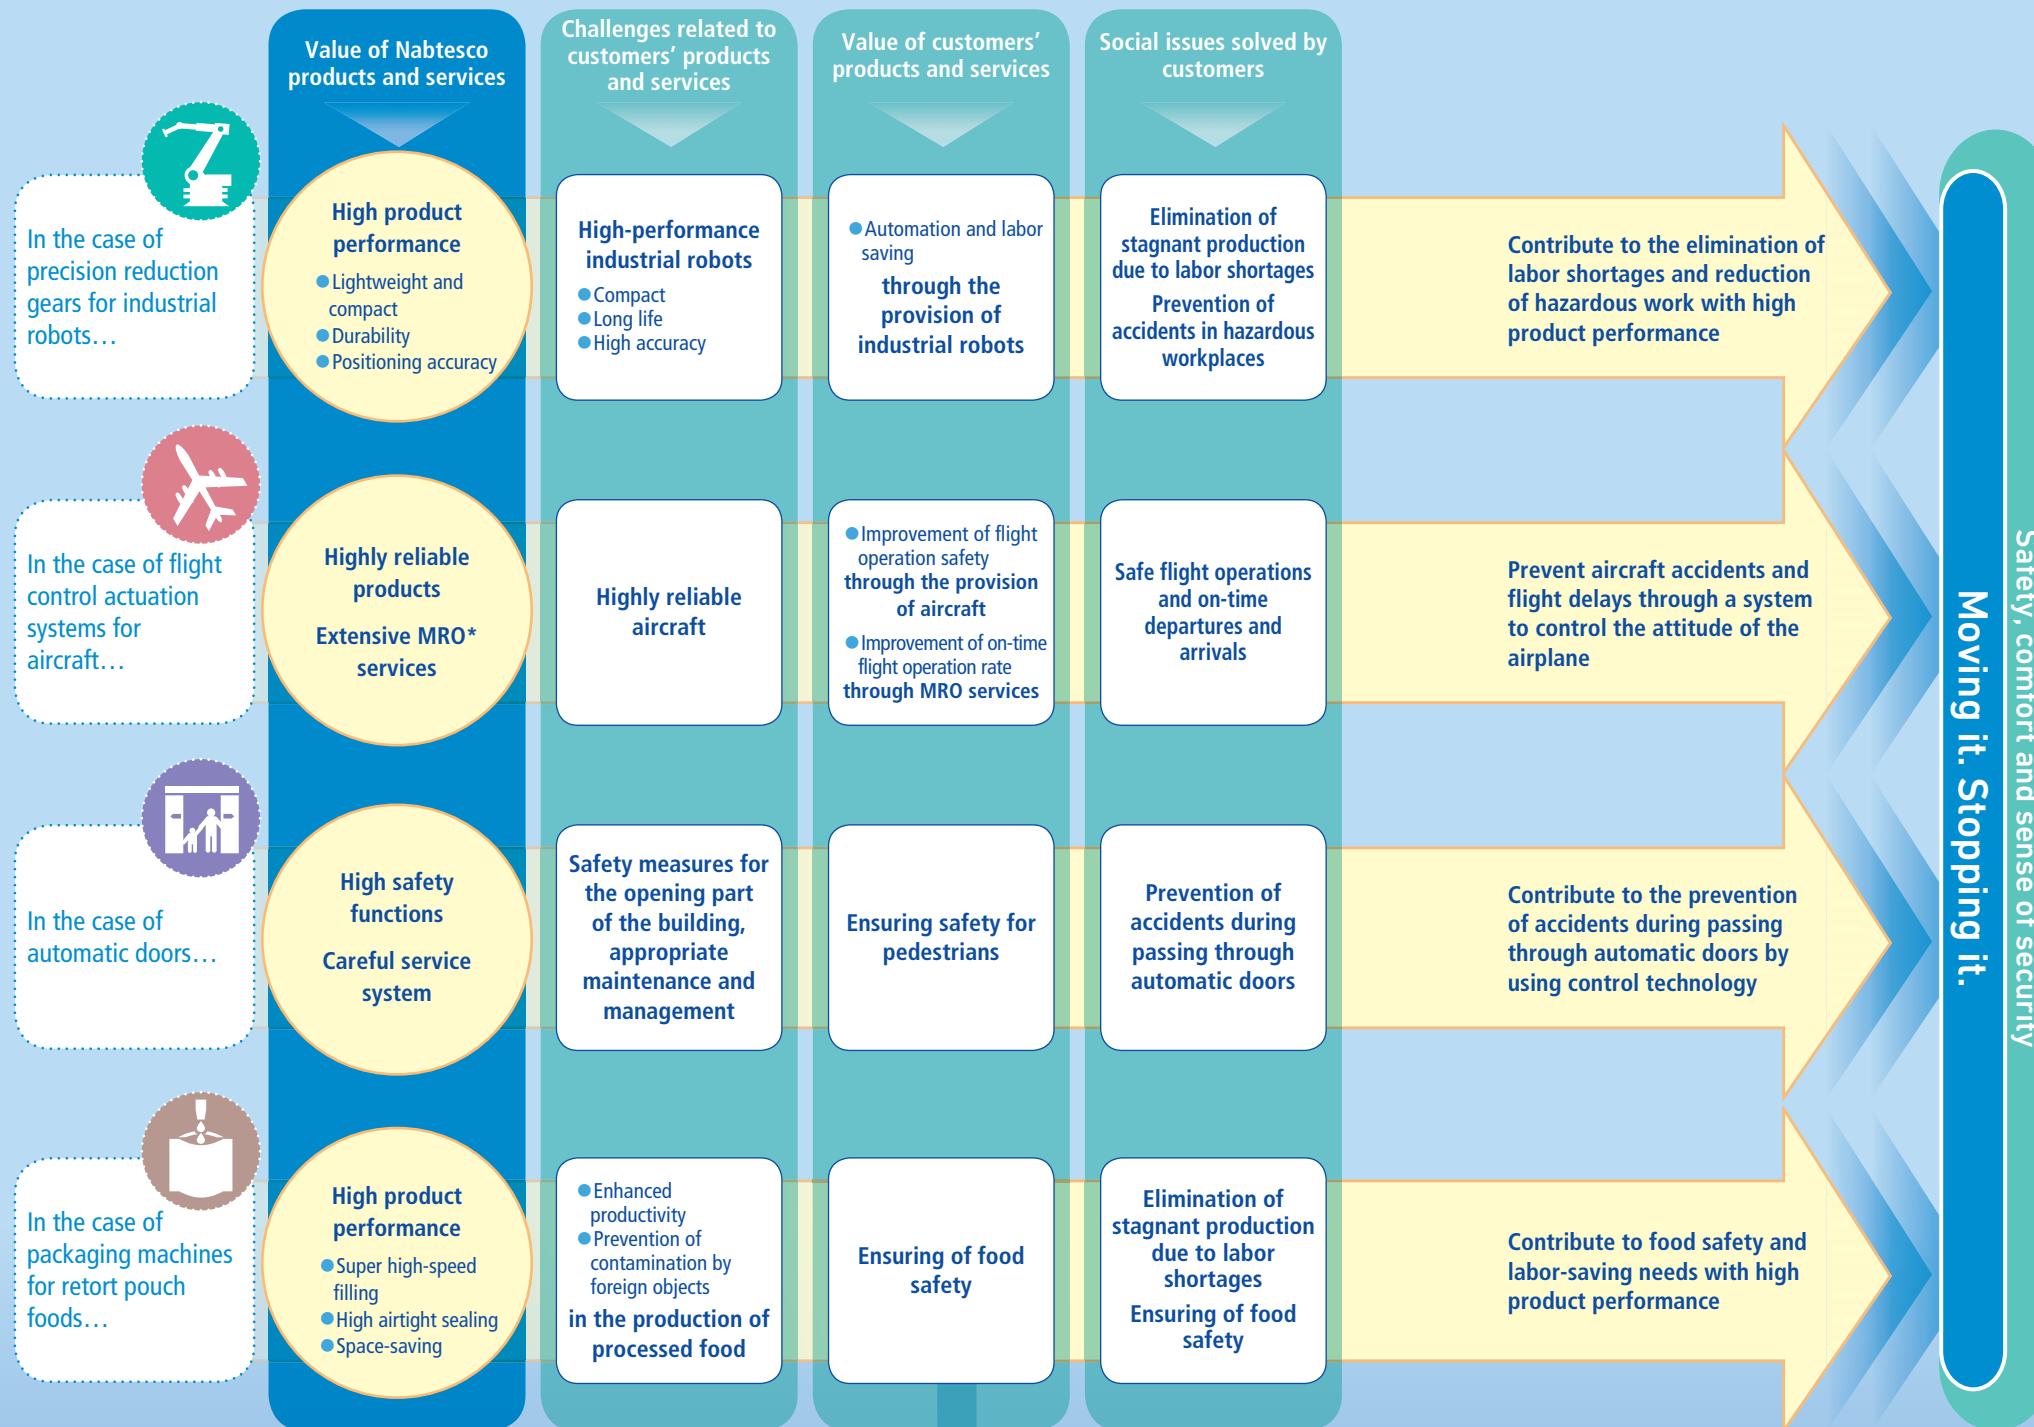 Value of Nabtesco
products and services
Challenges related to
customers' products
and services
Value of customers'
products and services
Social issues solved by
customers
In the case of
precision reduction
gears for industrial
robots…
High product
performance
●Lightweight and
compact
●Durability
●Positioning accuracy
High-performance
industrial robots
●Compact
●Long life
●High accuracy
●Automation and labor
saving
through the
provision of
industrial robots
Elimination of
stagnant production
due to labor shortages
Prevention of
accidents in hazardous
workplaces
Contribute to the elimination of
labor shortages and reduction
of hazardous work with high
product performance
In the case of flight
control actuation
systems for
aircraft…
Highly reliable
products
Extensive MRO*
services
Highly reliable
aircraft
●Improvement of flight
operation safety
through the provision
of aircraft
●Improvement of on-time
flight operation rate
through MRO services
Safe flight operations
and on-time
departures and
arrivals
Prevent aircraft accidents and
flight delays through a system
to control the attitude of the
airplane
In the case of
automatic doors…
High safety
functions
Careful service
system
Safety measures for
the opening part
of the building,
appropriate
maintenance and
management
Ensuring safety for
pedestrians
Prevention of
accidents during
passing through
automatic doors
Contribute to the prevention
of accidents during passing
through automatic doors by
using control technology
In the case of
packaging machines
for retort pouch
foods…
High product
performance
●Super high-speed
filling
●High airtight sealing
●Space-saving
●Enhanced
productivity
●Prevention of
contamination by
foreign objects
in the production of
processed food
Ensuring of food
safety
Elimination of
stagnant production
due to labor
shortages
Ensuring of food
safety
Contribute to food safety and
labor-saving needs with high
product performance
Moving it. Stopping it.
Safety, comfort and sense of security